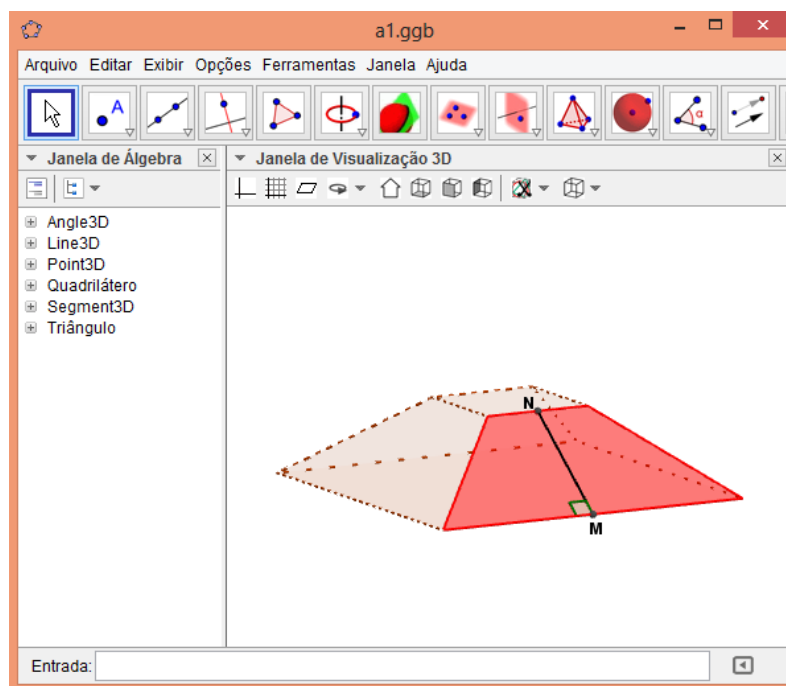 a1.ggb
Arquivo Editar Exibir Opções Ferramentas Janela Ajuda
A
α
Janela de Álgebra
Janela de Visualização 3D
Angle3D
Line3D
Point3D
Quadrilátero
Segment3D
Triângulo
N
M
Entrada: